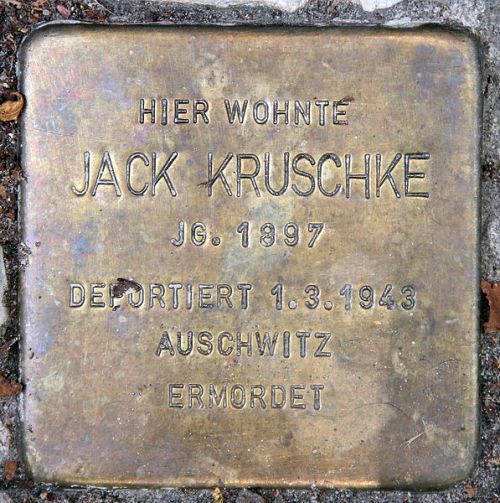 HIER WOHNTE
JACK KRUSCHKE
JG. 1897
DEPORTIERT 1.3.1943
AUSCHWITZ
ERMORDET